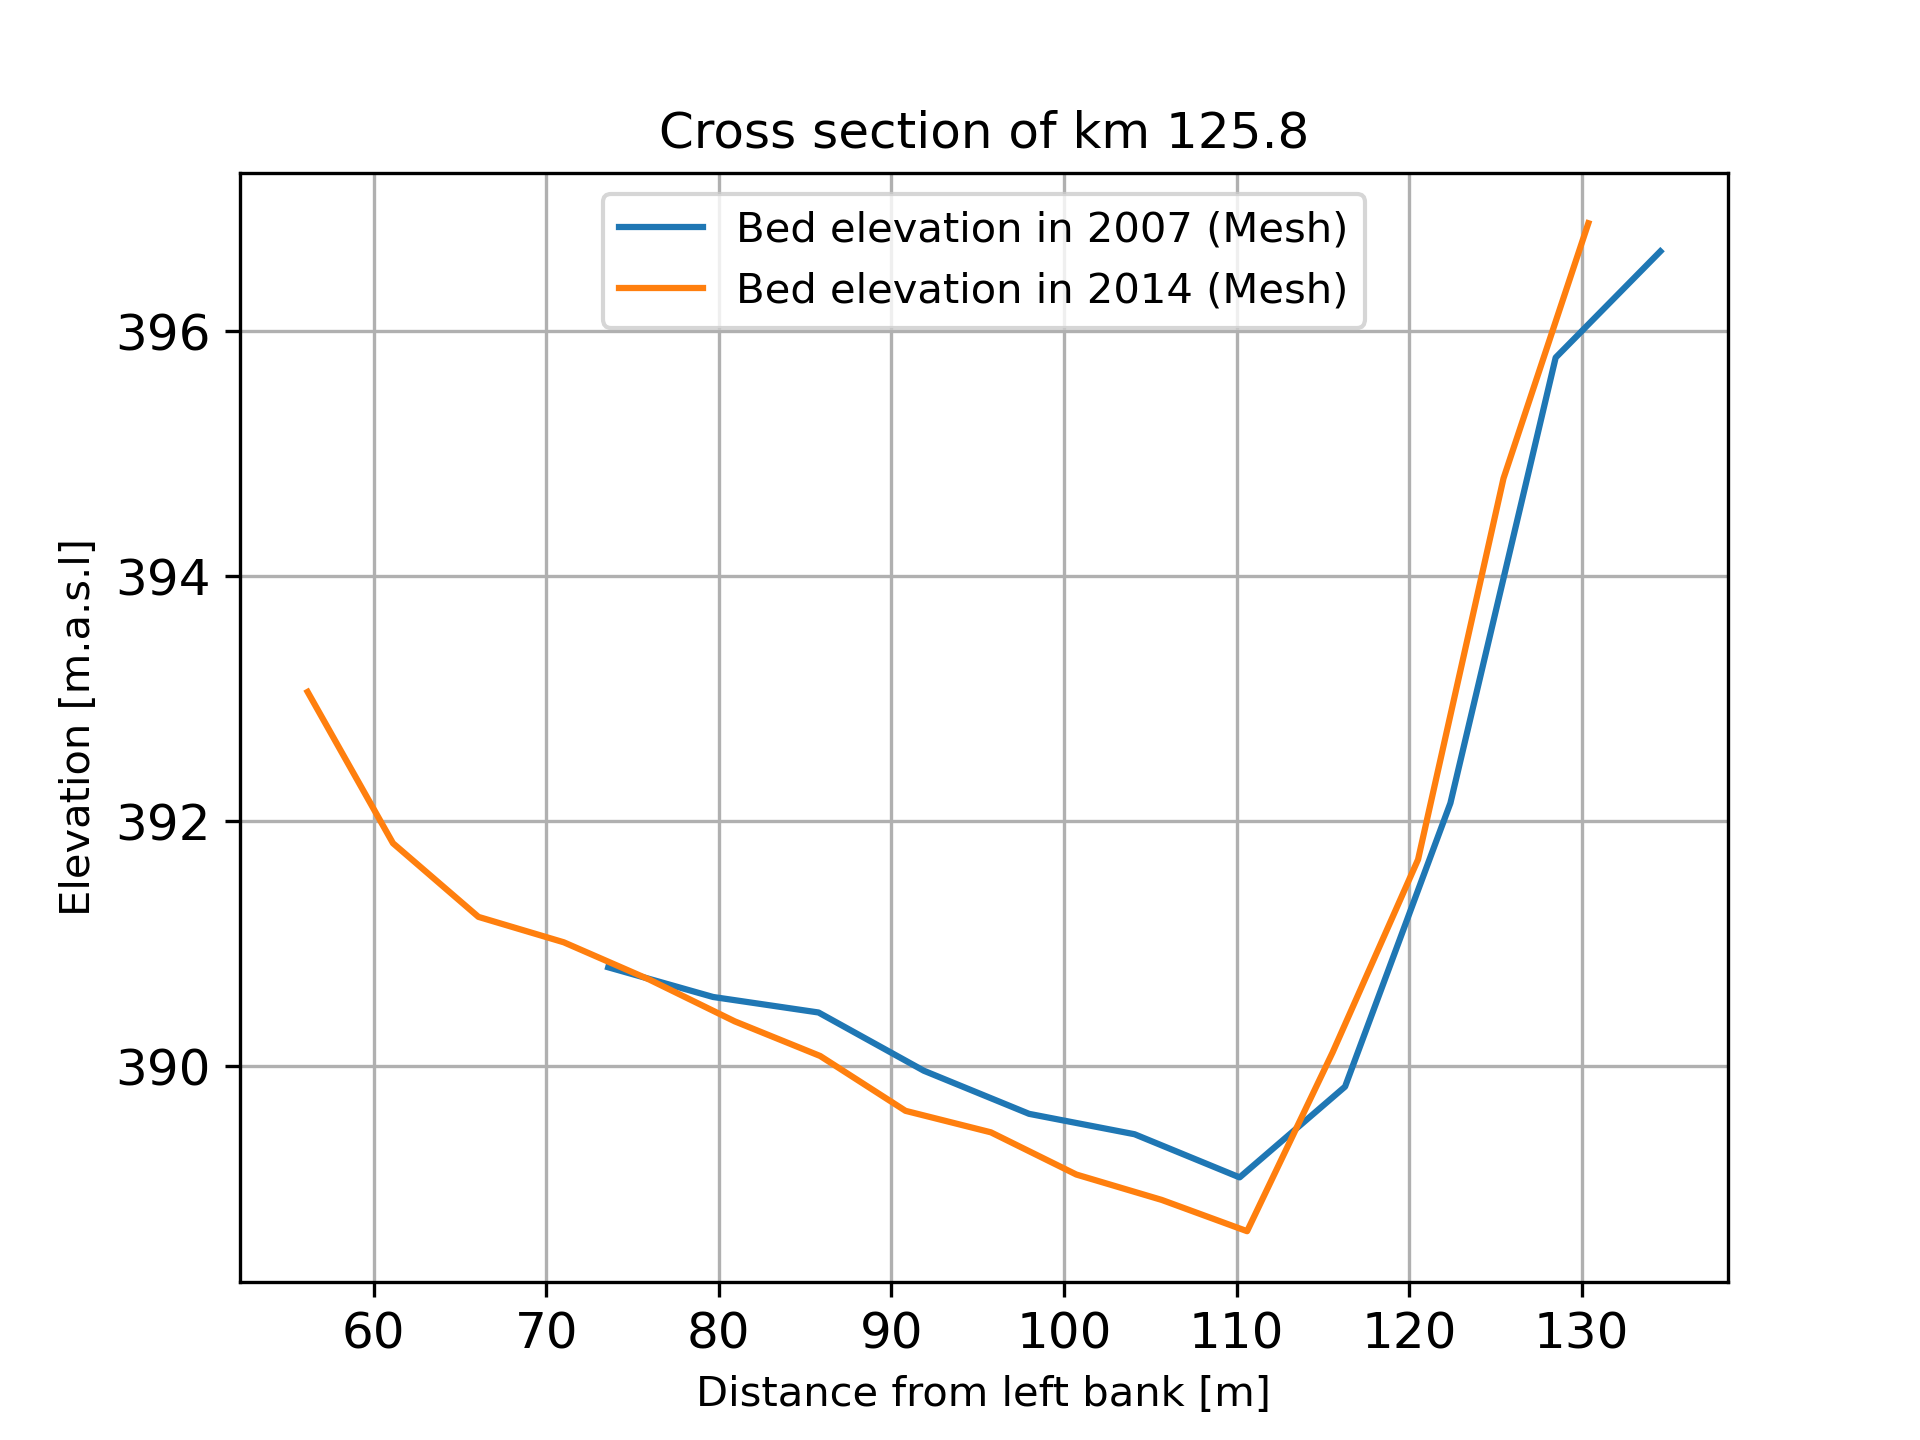 Cross section of km 125.8
Bed elevation in 2007 (Mesh)
Bed elevation in 2014 (Mesh)
396
394
392
390
Elevation [m.a.s.l]
60 70 80 90 100 110 120 130
Distance from left bank [m]